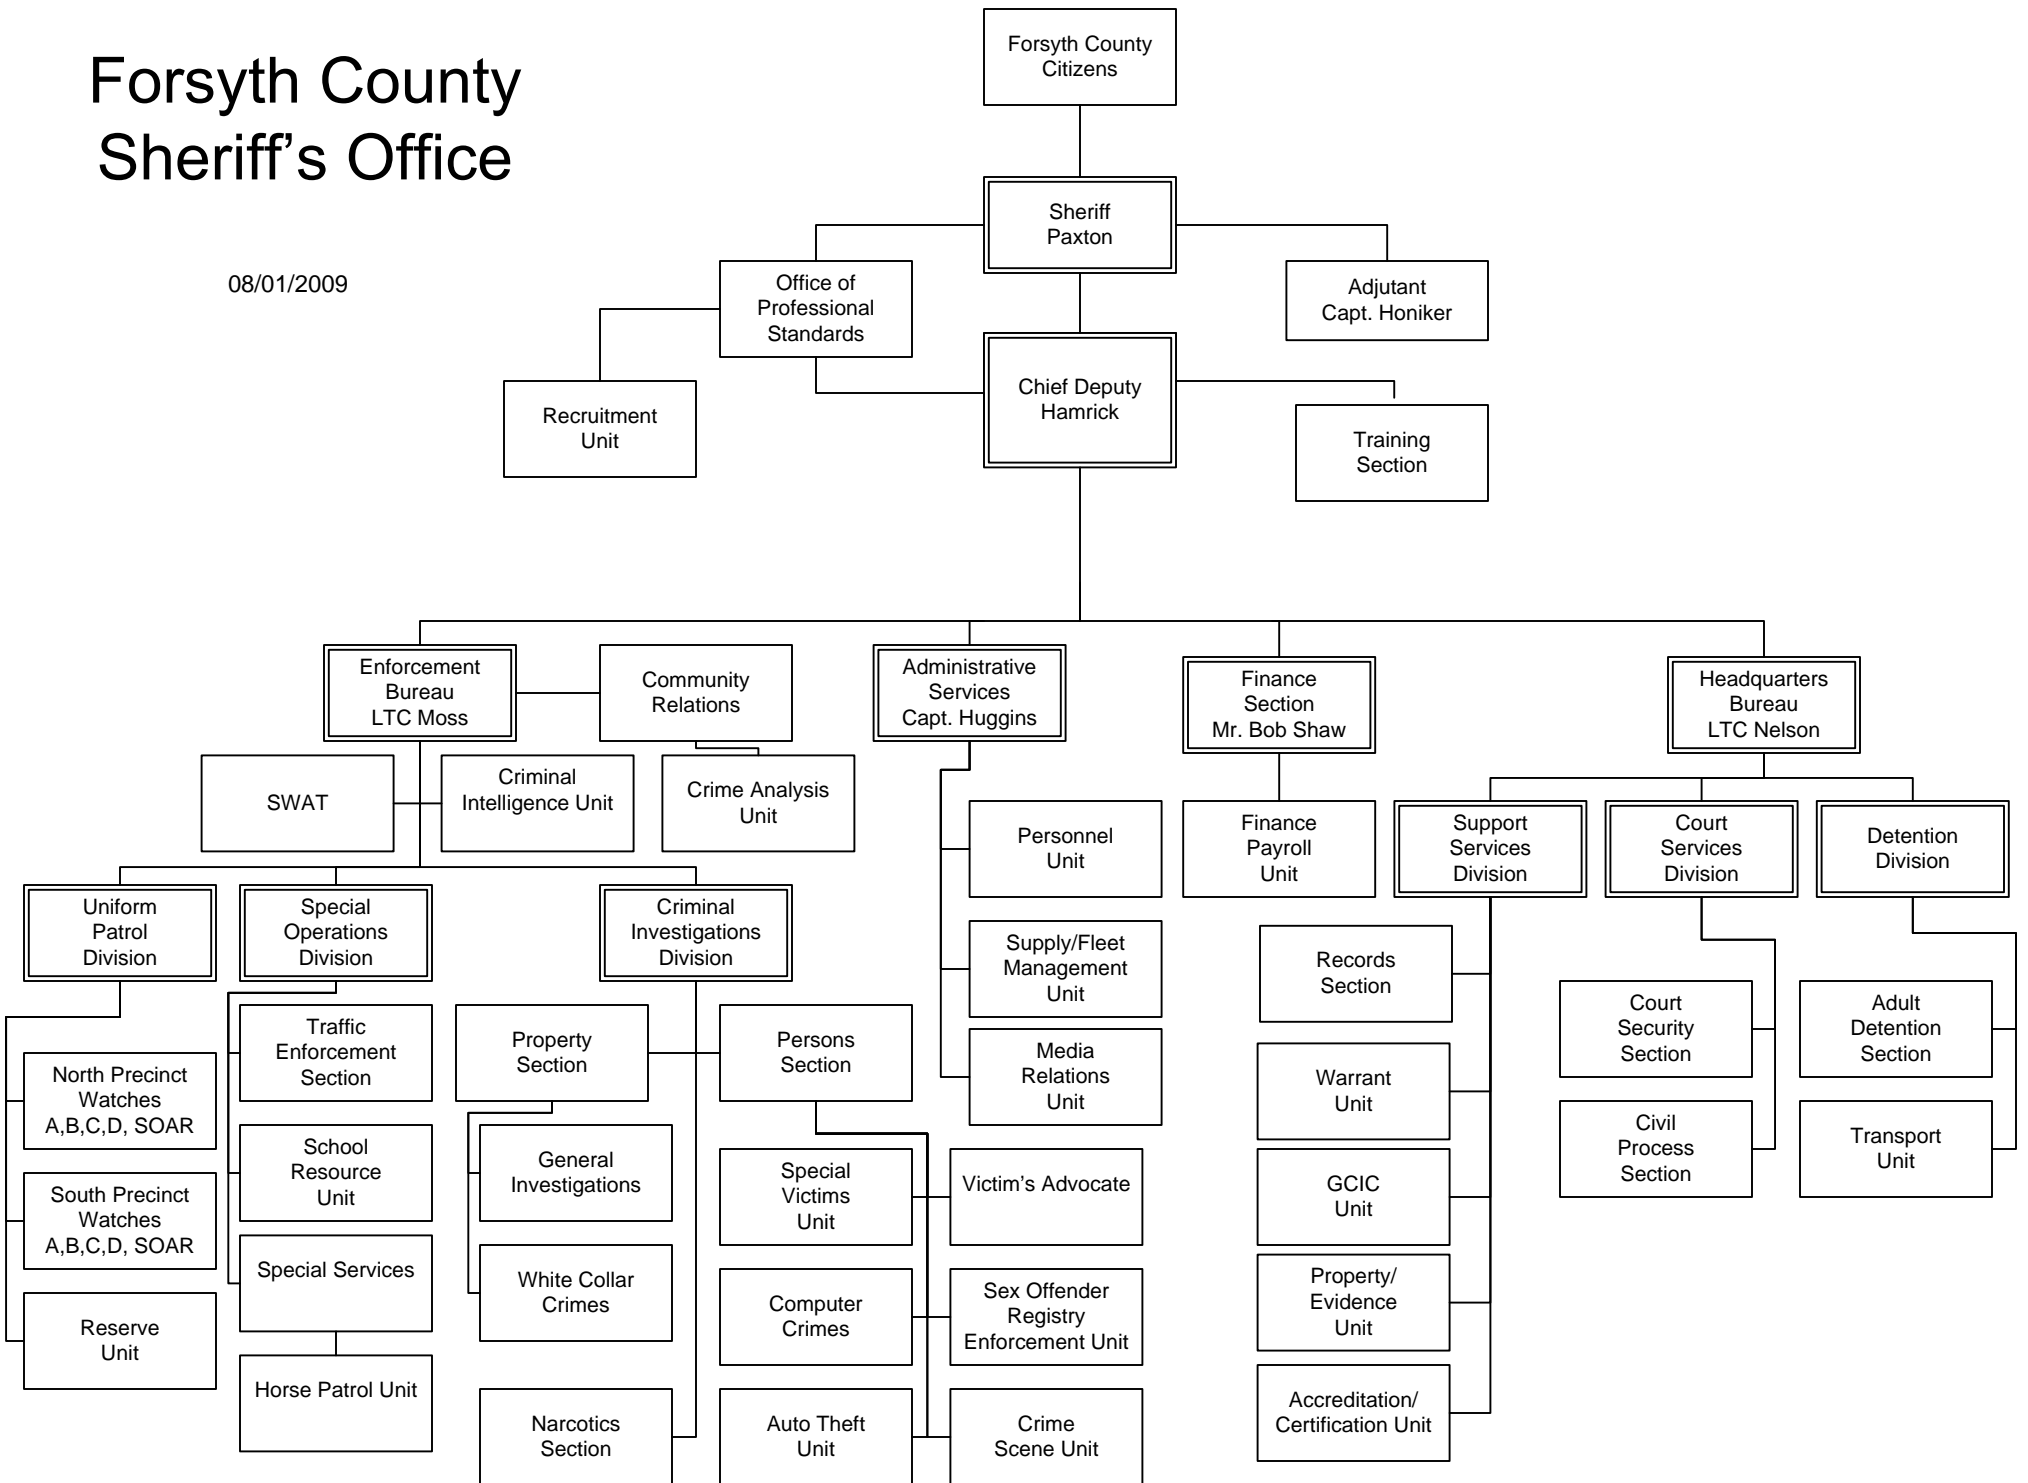 Forsyth County
Sheriff’s Office
08/01/2009
Forsyth County
Citizens
Sheriff
Paxton
Office of
Professional
Standards
Adjutant
Capt. Honiker
Chief Deputy
Hamrick
Recruitment
Unit
Training
Section
Enforcement
Bureau
LTC Moss
Community
Relations
Administrative
Services
Capt. Huggins
Finance
Section
Mr. Bob Shaw
Headquarters
Bureau
LTC Nelson
SWAT
Criminal
Intelligence Unit
Crime Analysis
Unit
Personnel
Unit
Finance
Payroll
Unit
Support
Services
Division
Court
Services
Division
Detention
Division
Uniform
Patrol
Division
Special
Operations
Division
Criminal
Investigations
Division
Supply/Fleet
Management
Unit
Records
Section
Traffic
Enforcement
Section
Property
Section
Persons
Section
Media
Relations
Unit
Court
Security
Section
Adult
Detention
Section
North Precinct
Watches
A,B,C,D, SOAR
Warrant
Unit
School
Resource
Unit
General
Investigations
Special
Victims
Unit
Victim’s Advocate
GCIC
Unit
Civil
Process
Section
Transport
Unit
South Precinct
Watches
A,B,C,D, SOAR
Special Services
White Collar
Crimes
Computer
Crimes
Sex Offender
Registry
Enforcement Unit
Property/
Evidence
Unit
Reserve
Unit
Horse Patrol Unit
Narcotics
Section
Auto Theft
Unit
Crime
Scene Unit
Accreditation/
Certification Unit